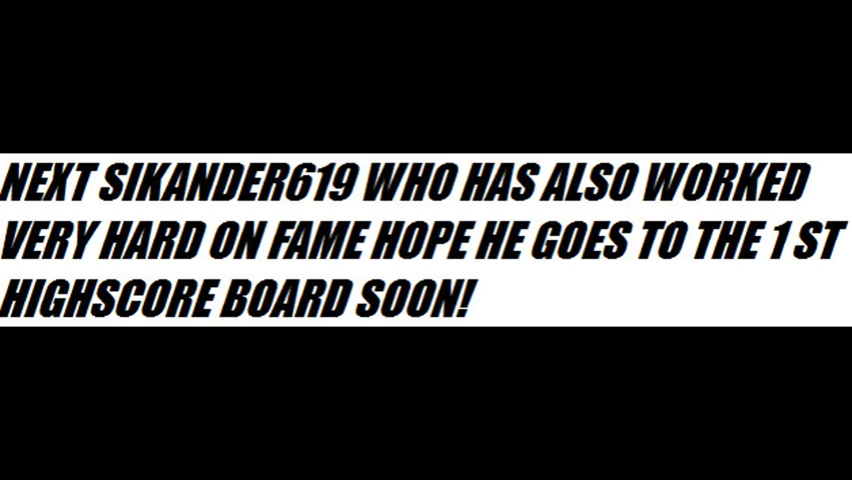 NEXT SIKANDER619 WHO HAS ALSO WORKED
VERY HARD ON FAME HOPE HE GOES TO THE 1 ST
HIGHSCORE BOARD SOON!